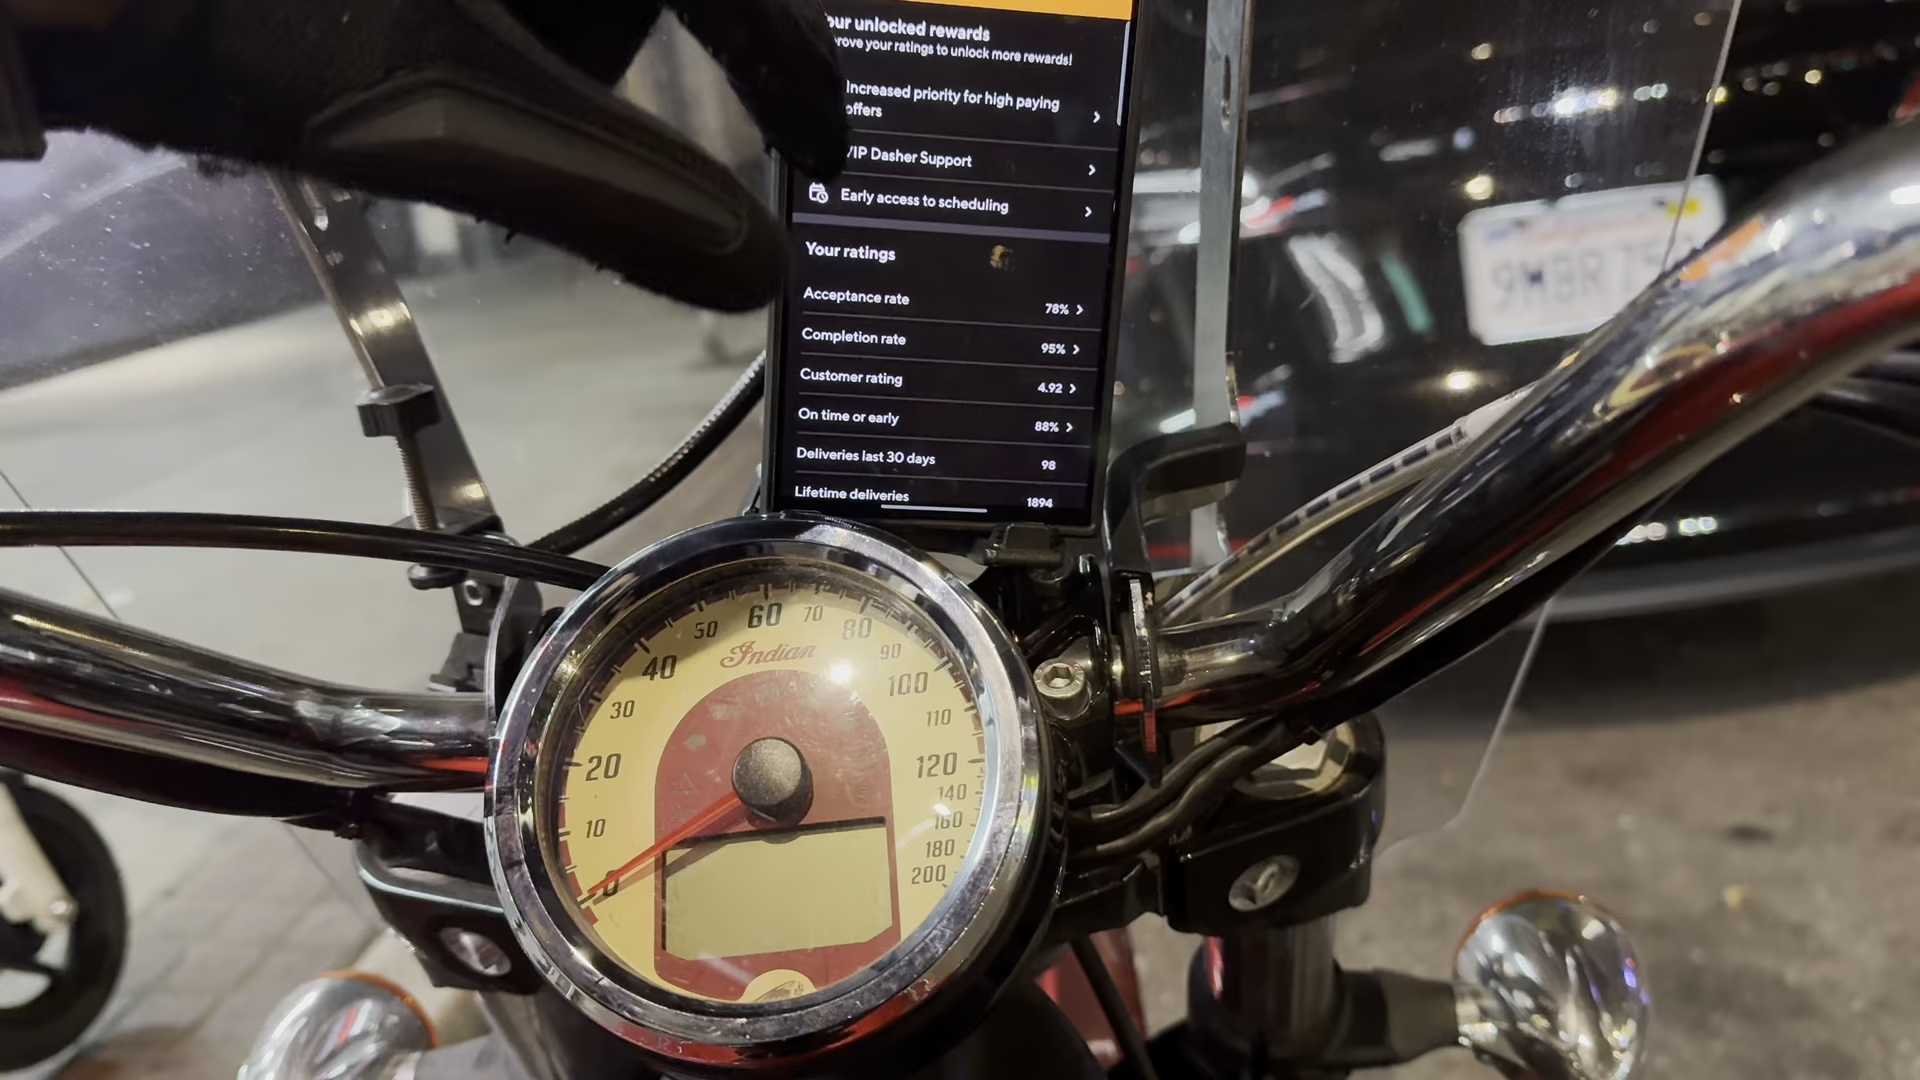 our unlocked rewards
rove your ratings to unlock more rewards!
Increased priority for high paying
offers
VIP Dasher Support
Early access to scheduling
Your ratings
Acceptance rate 78%
Completion rate 95%
Customer rating 4.92
On time or early 88%
Deliveries last 30 days 98
Lifetime deliveries 1894
9MBR7
Indian
0
10
20
30
40
50
60
70
80
90
100
110
120
140
160
180
200